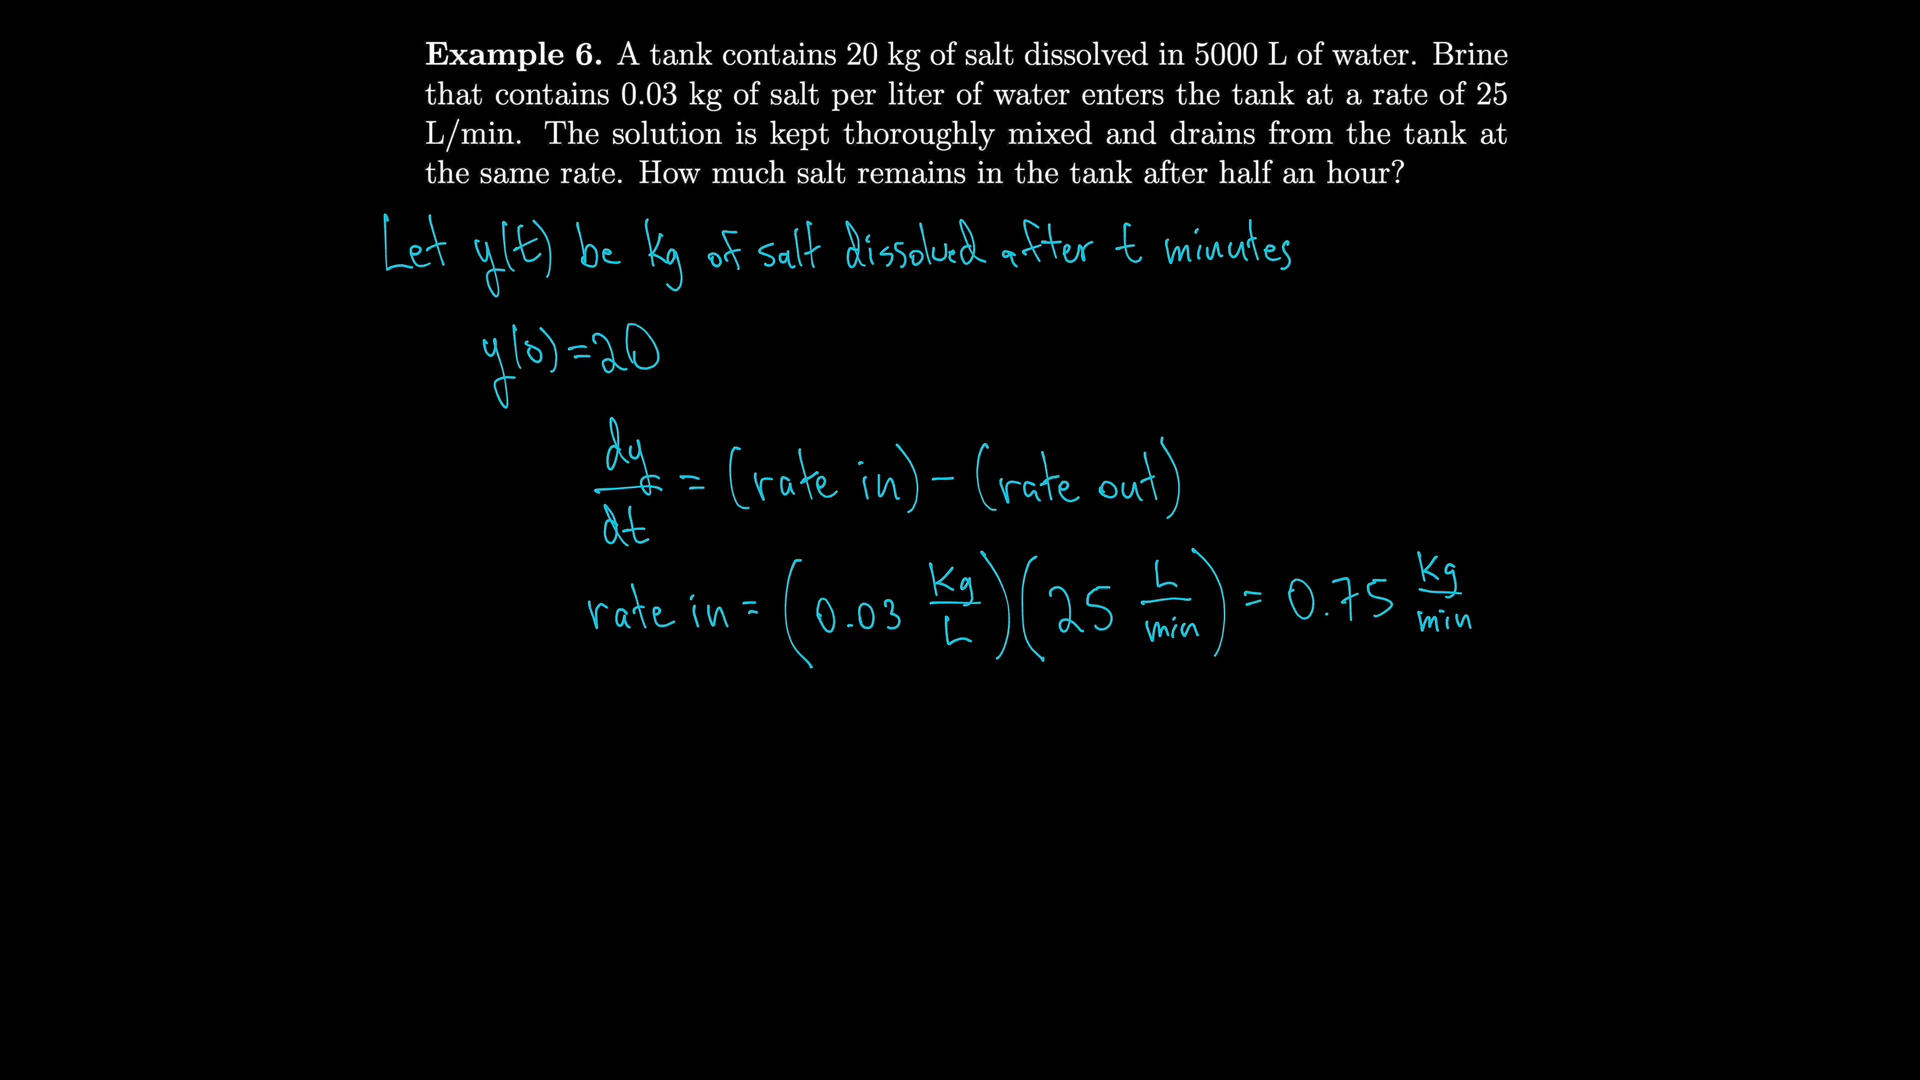 Example 6. A tank contains 20 kg of salt dissolved in 5000 L of water. Brine
that contains 0.03 kg of salt per liter of water enters the tank at a rate of 25
L/min. The solution is kept thoroughly mixed and drains from the tank at
the same rate. How much salt remains in the tank after half an hour?
Let y(t) be kg of salt dissolved after t minutes
y(0)=20
dy/dt = (rate in) - (rate out)
rate in = (0.03 kg/L)(25 L/min) = 0.75 kg/min